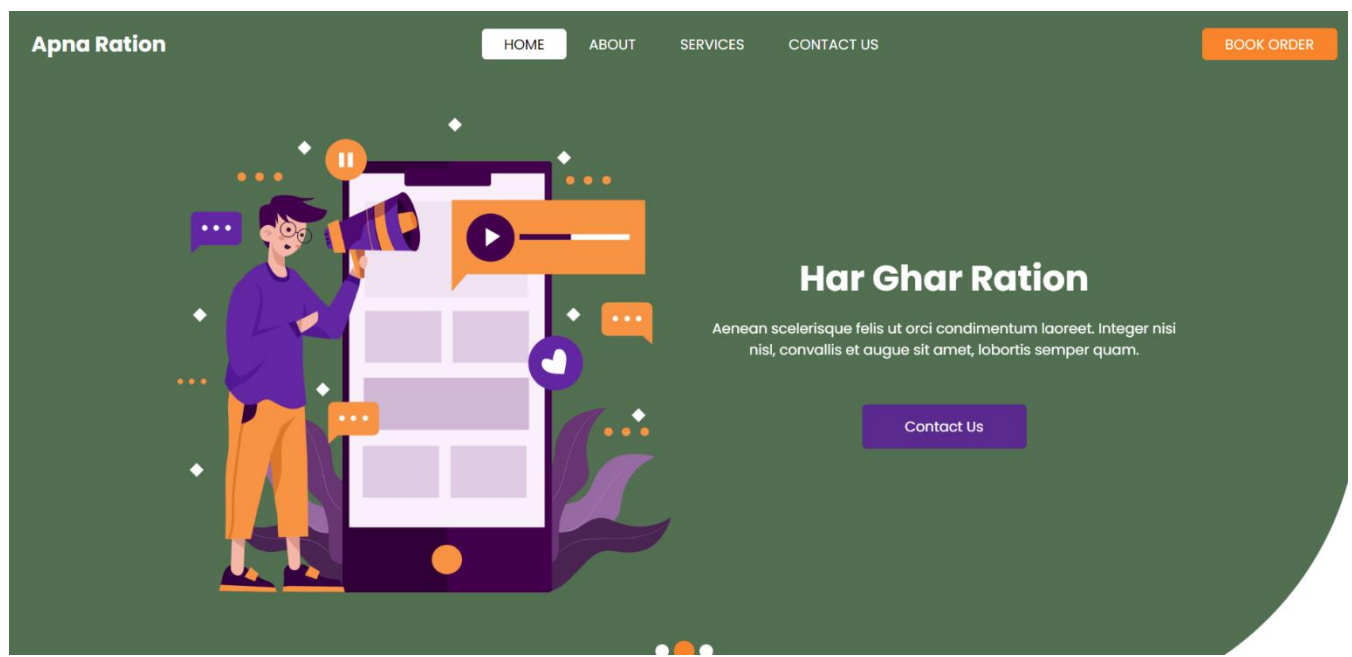 Apna Ration
HOME ABOUT SERVICES CONTACT US
BOOK ORDER
Har Ghar Ration
Aenean scelerisque felis ut orci condimentum laoreet. Integer nisi
nisl, convallis et augue sit amet, lobortis semper quam.
Contact Us